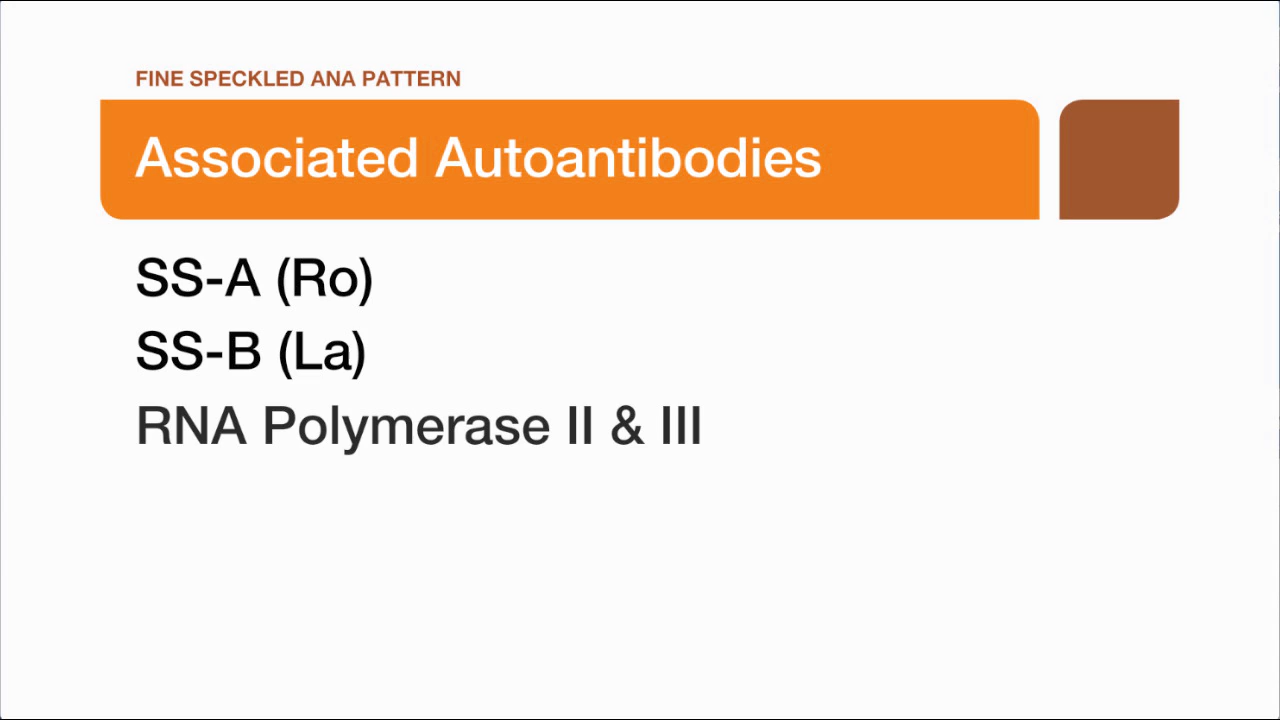 FINE SPECKLED ANA PATTERN
Associated Autoantibodies
SS-A (Ro)
SS-B (La)
RNA Polymerase II & III